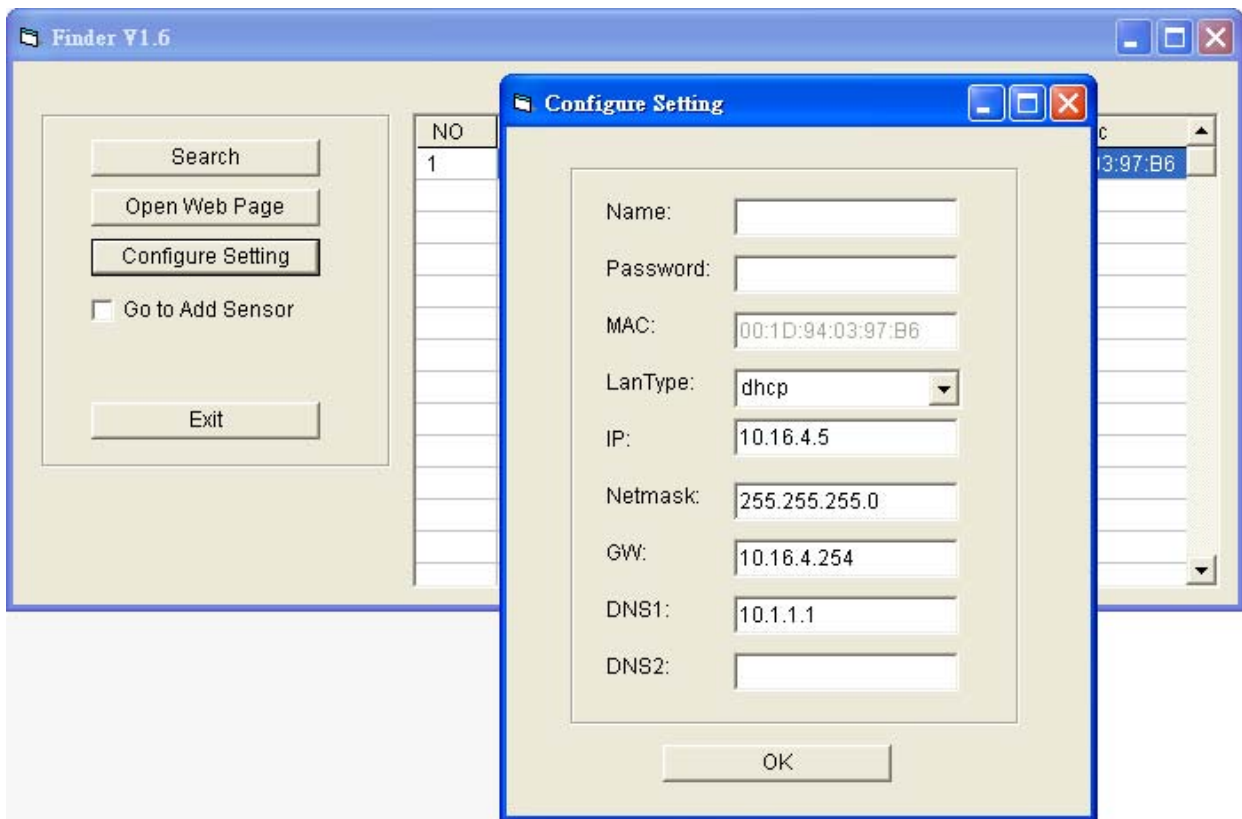 Finder V1.6
Search
Open Web Page
Configure Setting
Go to Add Sensor
Exit
NO
1
c
03:97:B6
Configure Setting
Name:
Password:
MAC: 00:1D:94:03:97:B6
LanType: dhcp
IP: 10.16.4.5
Netmask: 255.255.255.0
GW: 10.16.4.254
DNS1: 10.1.1.1
DNS2:
OK